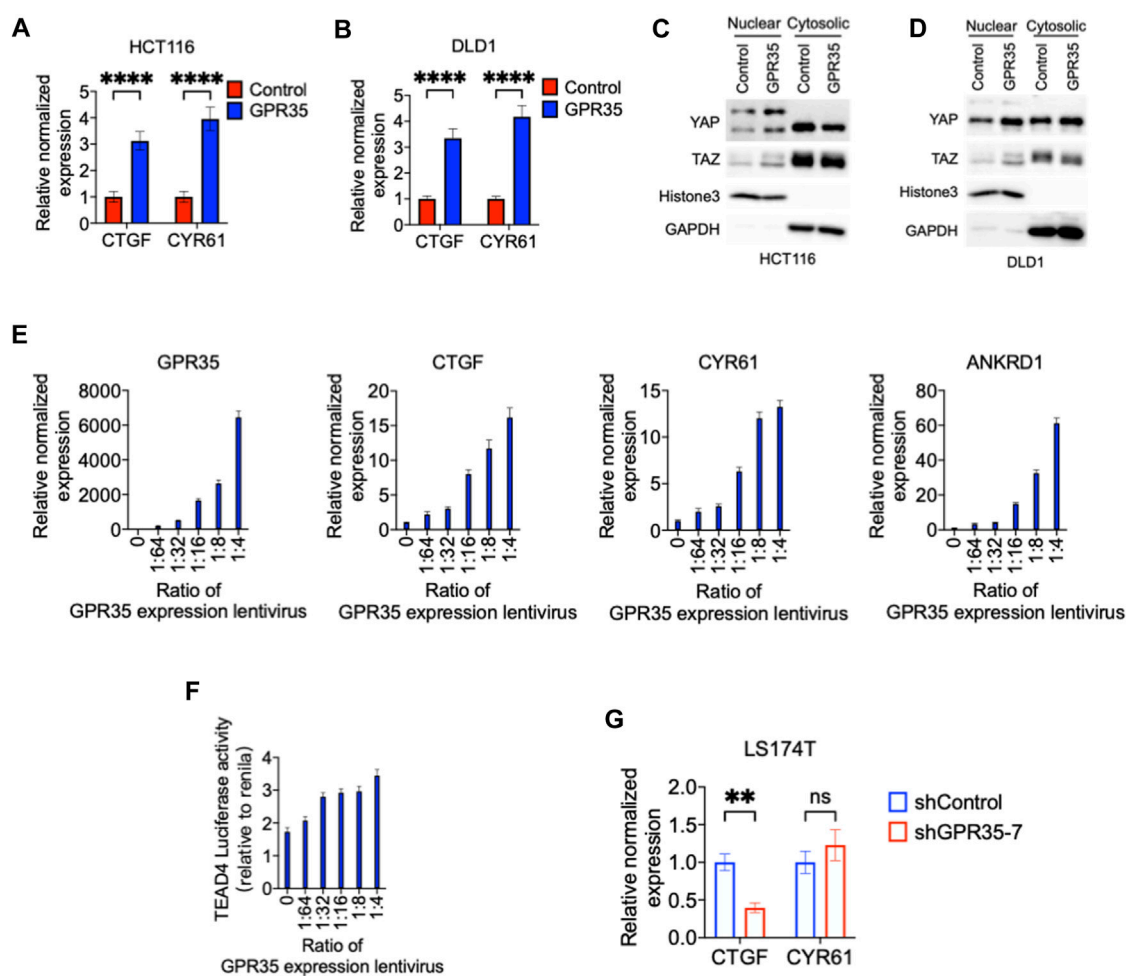 A
HCT116
**** ****
Control
GPR35
Relative normalized
expression
5
4
3
2
1
0
CTGF CYR61
B
DLD1
**** ****
Control
GPR35
Relative normalized
expression
5
4
3
2
1
0
CTGF CYR61
C
Nuclear Cytosolic
Control GPR35 Control GPR35
YAP
TAZ
Histone3
GAPDH
HCT116
D
Nuclear Cytosolic
Control GPR35 Control GPR35
YAP
TAZ
Histone3
GAPDH
DLD1
E
GPR35
Relative normalized
expression
8000
6000
4000
2000
0
0 1:64 1:32 1:16 1:8 1:4
Ratio of
GPR35 expression lentivirus
CTGF
Relative normalized
expression
20
15
10
5
0
0 1:64 1:32 1:16 1:8 1:4
Ratio of
GPR35 expression lentivirus
CYR61
Relative normalized
expression
15
10
5
0
0 1:64 1:32 1:16 1:8 1:4
Ratio of
GPR35 expression lentivirus
ANKRD1
Relative normalized
expression
80
60
40
20
0
0 1:64 1:32 1:16 1:8 1:4
Ratio of
GPR35 expression lentivirus
F
TEAD4 Luciferase activity
(relative to renila)
4
3
2
1
0
0 1:64 1:32 1:16 1:8 1:4
Ratio of
GPR35 expression lentivirus
G
LS174T
** ns
shControl
shGPR35-7
Relative normalized
expression
2.0
1.5
1.0
0.5
0.0
CTGF CYR61